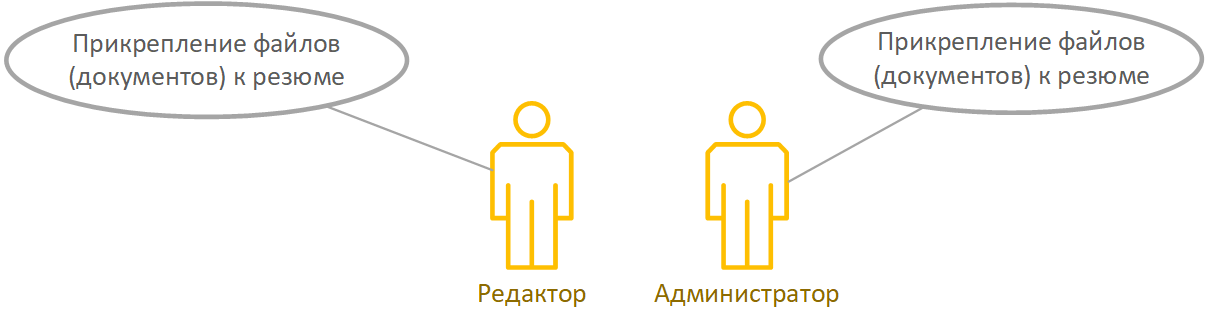 Прикрепление файлов
(документов) к резюме
Прикрепление файлов
(документов) к резюме
Редактор
Администратор